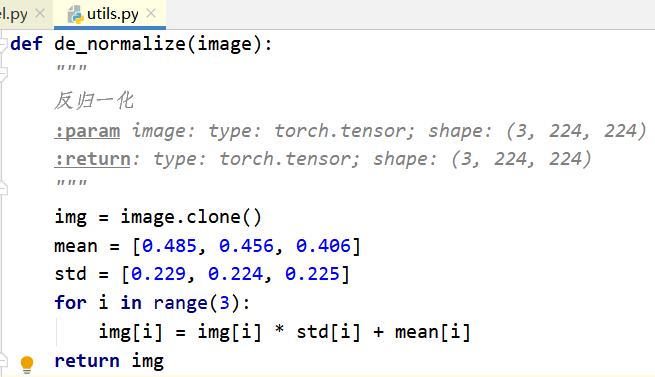 el.py × utils.py ×
def de_normalize(image):
    """
    反归一化
    :param image: type: torch.tensor; shape: (3, 224, 224)
    :return: type: torch.tensor; shape: (3, 224, 224)
    """
    img = image.clone()
    mean = [0.485, 0.456, 0.406]
    std = [0.229, 0.224, 0.225]
    for i in range(3):
        img[i] = img[i] * std[i] + mean[i]
    return img